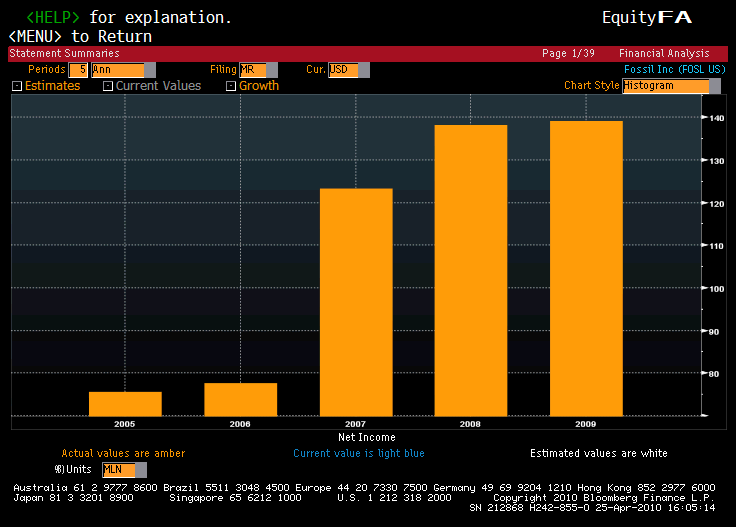 <HELP> for explanation. EquityFA
<MENU> to Return
Statement Summaries Page 1/39 Financial Analysis
Periods 5 Ann Filing MR Cur. USD Fossil Inc (FOSL US)
Estimates Current Values Growth Chart Style Histogram
140
130
120
110
100
90
80
2005 2006 2007 2008 2009
Net Income
Actual values are amber Current value is light blue Estimated values are white
%)Units MLN
Australia 61 2 9777 8600 Brazil 5511 3048 4500 Europe 44 20 7330 7500 Germany 49 69 9204 1210 Hong Kong 852 2977 6000
Japan 81 3 3201 8900 Singapore 65 6212 1000 U.S. 1 212 318 2000 Copyright 2010 Bloomberg Finance L.P.
SN 212868 H242-855-0 25-Apr-2010 16:05:14